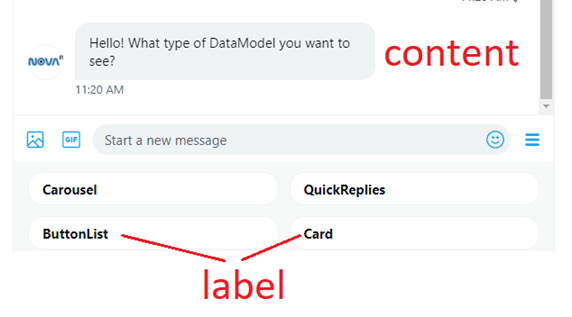 Hello! What type of DataModel you want to
see?
content
NOVA
11:20 AM
GIF
Start a new message
Carousel
QuickReplies
ButtonList
Card
label